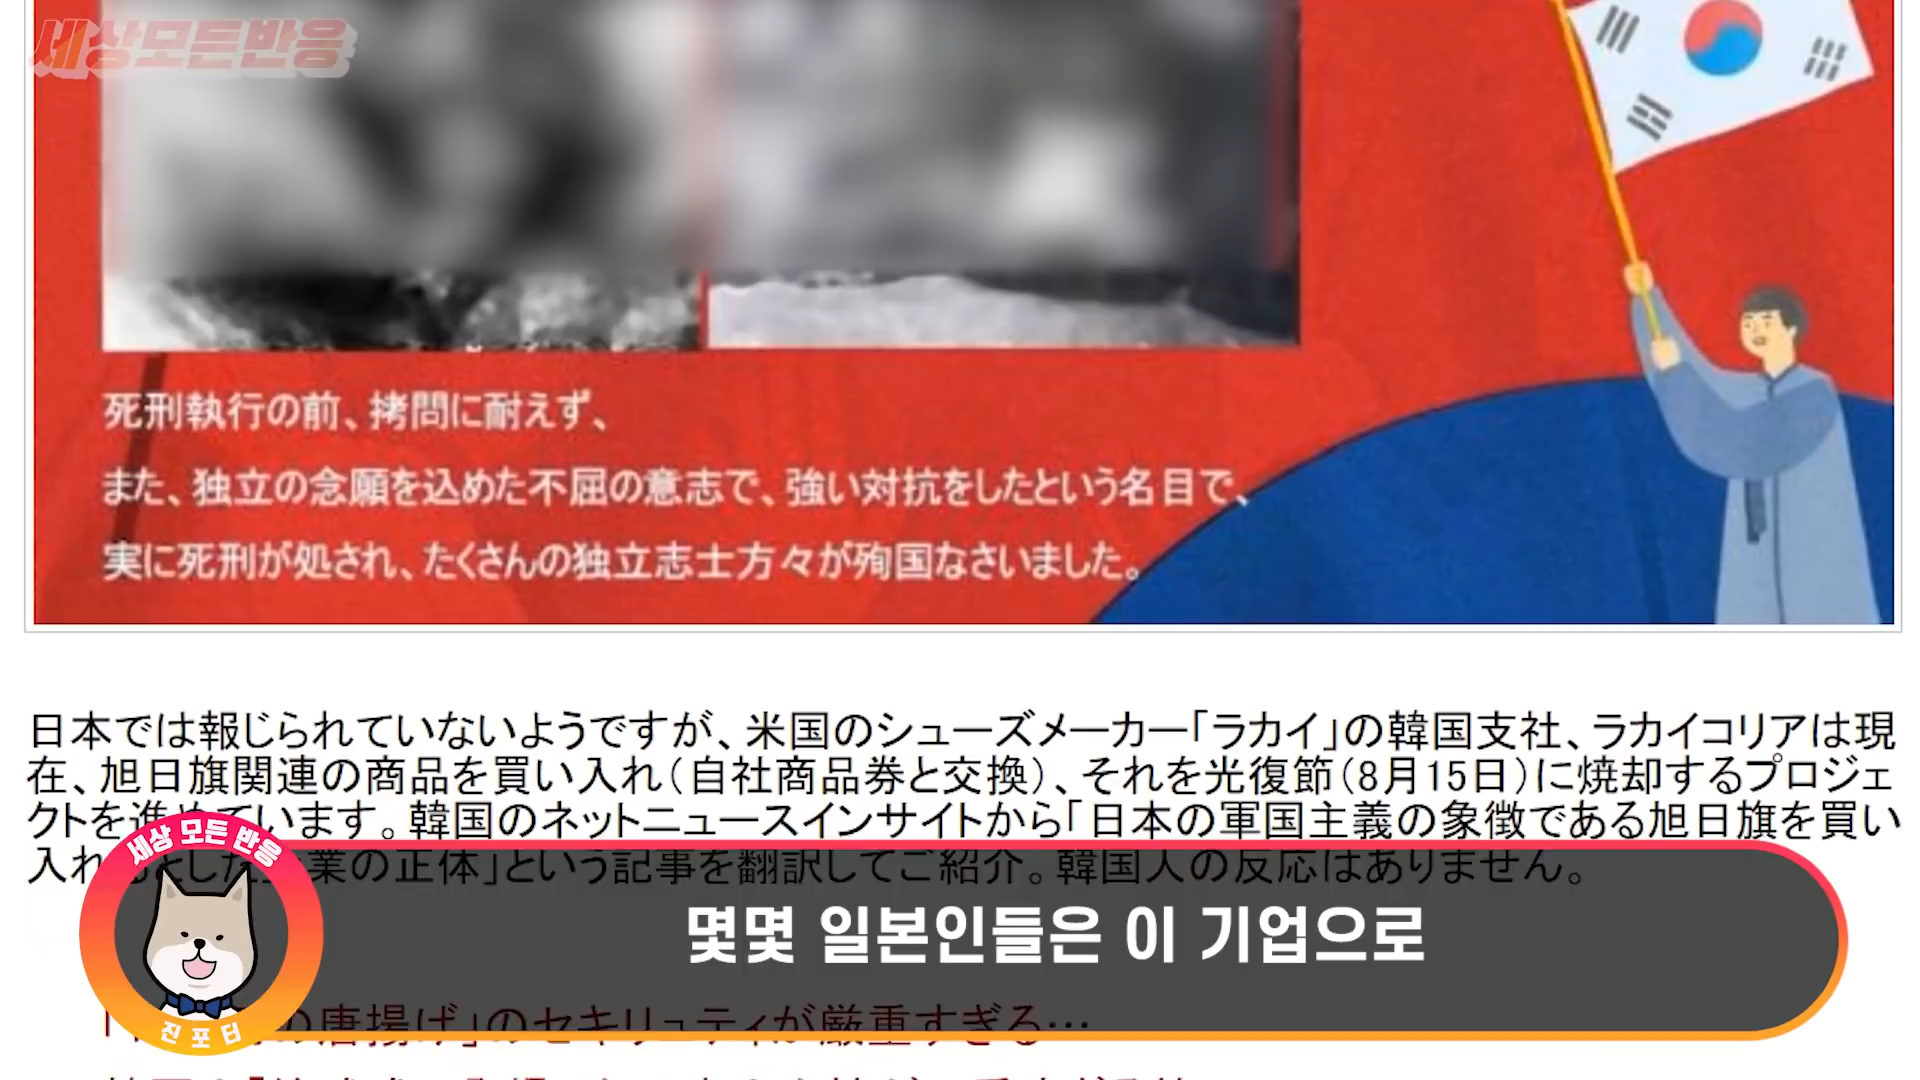 세상모든반응
死刑執行の前、拷問に耐えず、
また、独立の念願を込めた不屈の意志で、強い対抗をしたという名目で、
実に死刑が処され、たくさんの独立志士方々が殉国なさいました。
日本では報じられていないようですが、米国のシューズメーカー「ラカイ」の韓国支社、ラカイコリアは現
在、旭日旗関連の商品を買い入れ（自社商品券と交換）、それを光復節（8月15日）に焼却するプロジェ
クトを進めています。韓国のネットニュースインサイトから「日本の軍国主義の象徴である旭日旗を買い
入れ とした 業の正体」という記事を翻訳してご紹介。韓国人の反応はありません。
세상 모든 반응
몇몇 일본인들은 이 기업으로
진포터
の唐揚げ」のセキュリティが厳重すぎる…